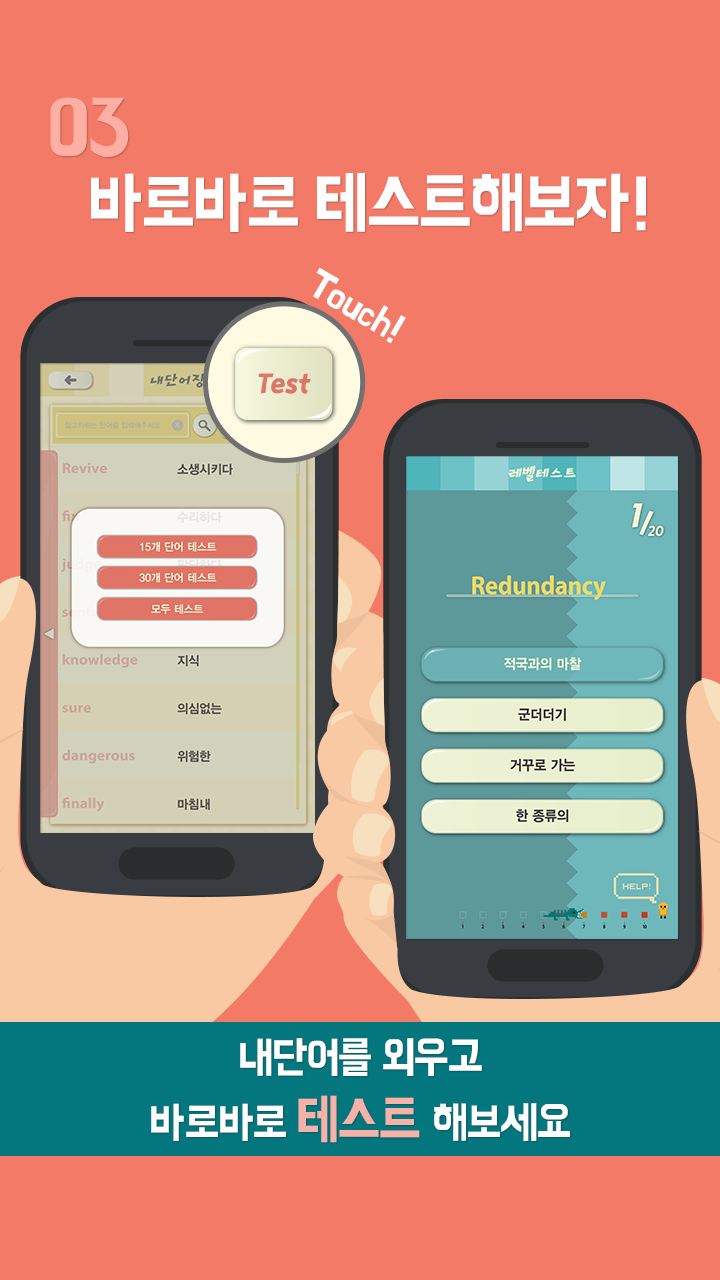 03
바로바로 테스트해보자!
Touch!
Test
내단어장
Revive 소생시키다
수리하다
15개 단어 테스트
30개 단어 테스트
모두 테스트
knowledge 지식
sure 의심없는
dangerous 위험한
finally 마침내
레벨테스트
1/20
Redundancy
적국과의 마찰
군더더기
거꾸로 가는
한 종류의
HELP!
1 2 3 4 5 6 7 8 9 10
내단어를 외우고
바로바로 테스트 해보세요